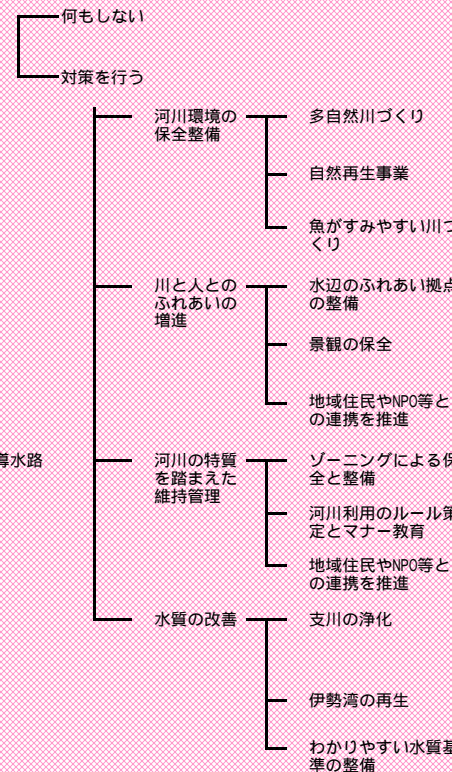 何もしない
対策を行う
河川環境の
保全整備
多自然川づくり
自然再生事業
魚がすみやすい川づ
くり
川と人との
ふれあいの
増進
水辺のふれあい拠点
の整備
景観の保全
地域住民やNPO等と
の連携を推進
導水路
河川の特質
を踏まえた
維持管理
ゾーニングによる保
全と整備
河川利用のルール策
定とマナー教育
地域住民やNPO等と
の連携を推進
水質の改善
支川の浄化
伊勢湾の再生
わかりやすい水質基
準の整備